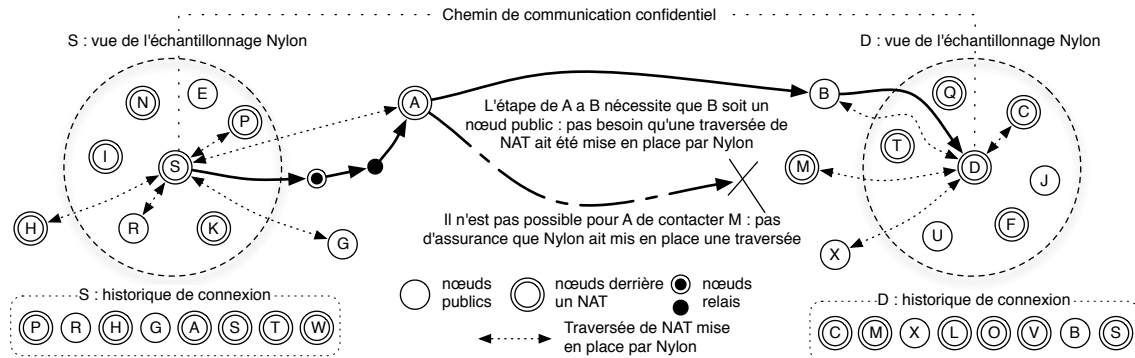 Chemin de communication confidentiel
S : vue de l'échantillonnage Nylon
D : vue de l'échantillonnage Nylon
N
E
P
I
S
H
R
K
G
A
B
Q
C
T
M
D
J
F
U
X
L'étape de A a B nécessite que B soit un
nœud public : pas besoin qu'une traversée de
NAT ait été mise en place par Nylon
Il n'est pas possible pour A de contacter M : pas
d'assurance que Nylon ait mis en place une traversée
nœuds
publics
nœuds derrière
un NAT
nœuds
relais
Traversée de NAT mise
en place par Nylon
S : historique de connexion
P R H G A S T W
D : historique de connexion
C M X L O V B S